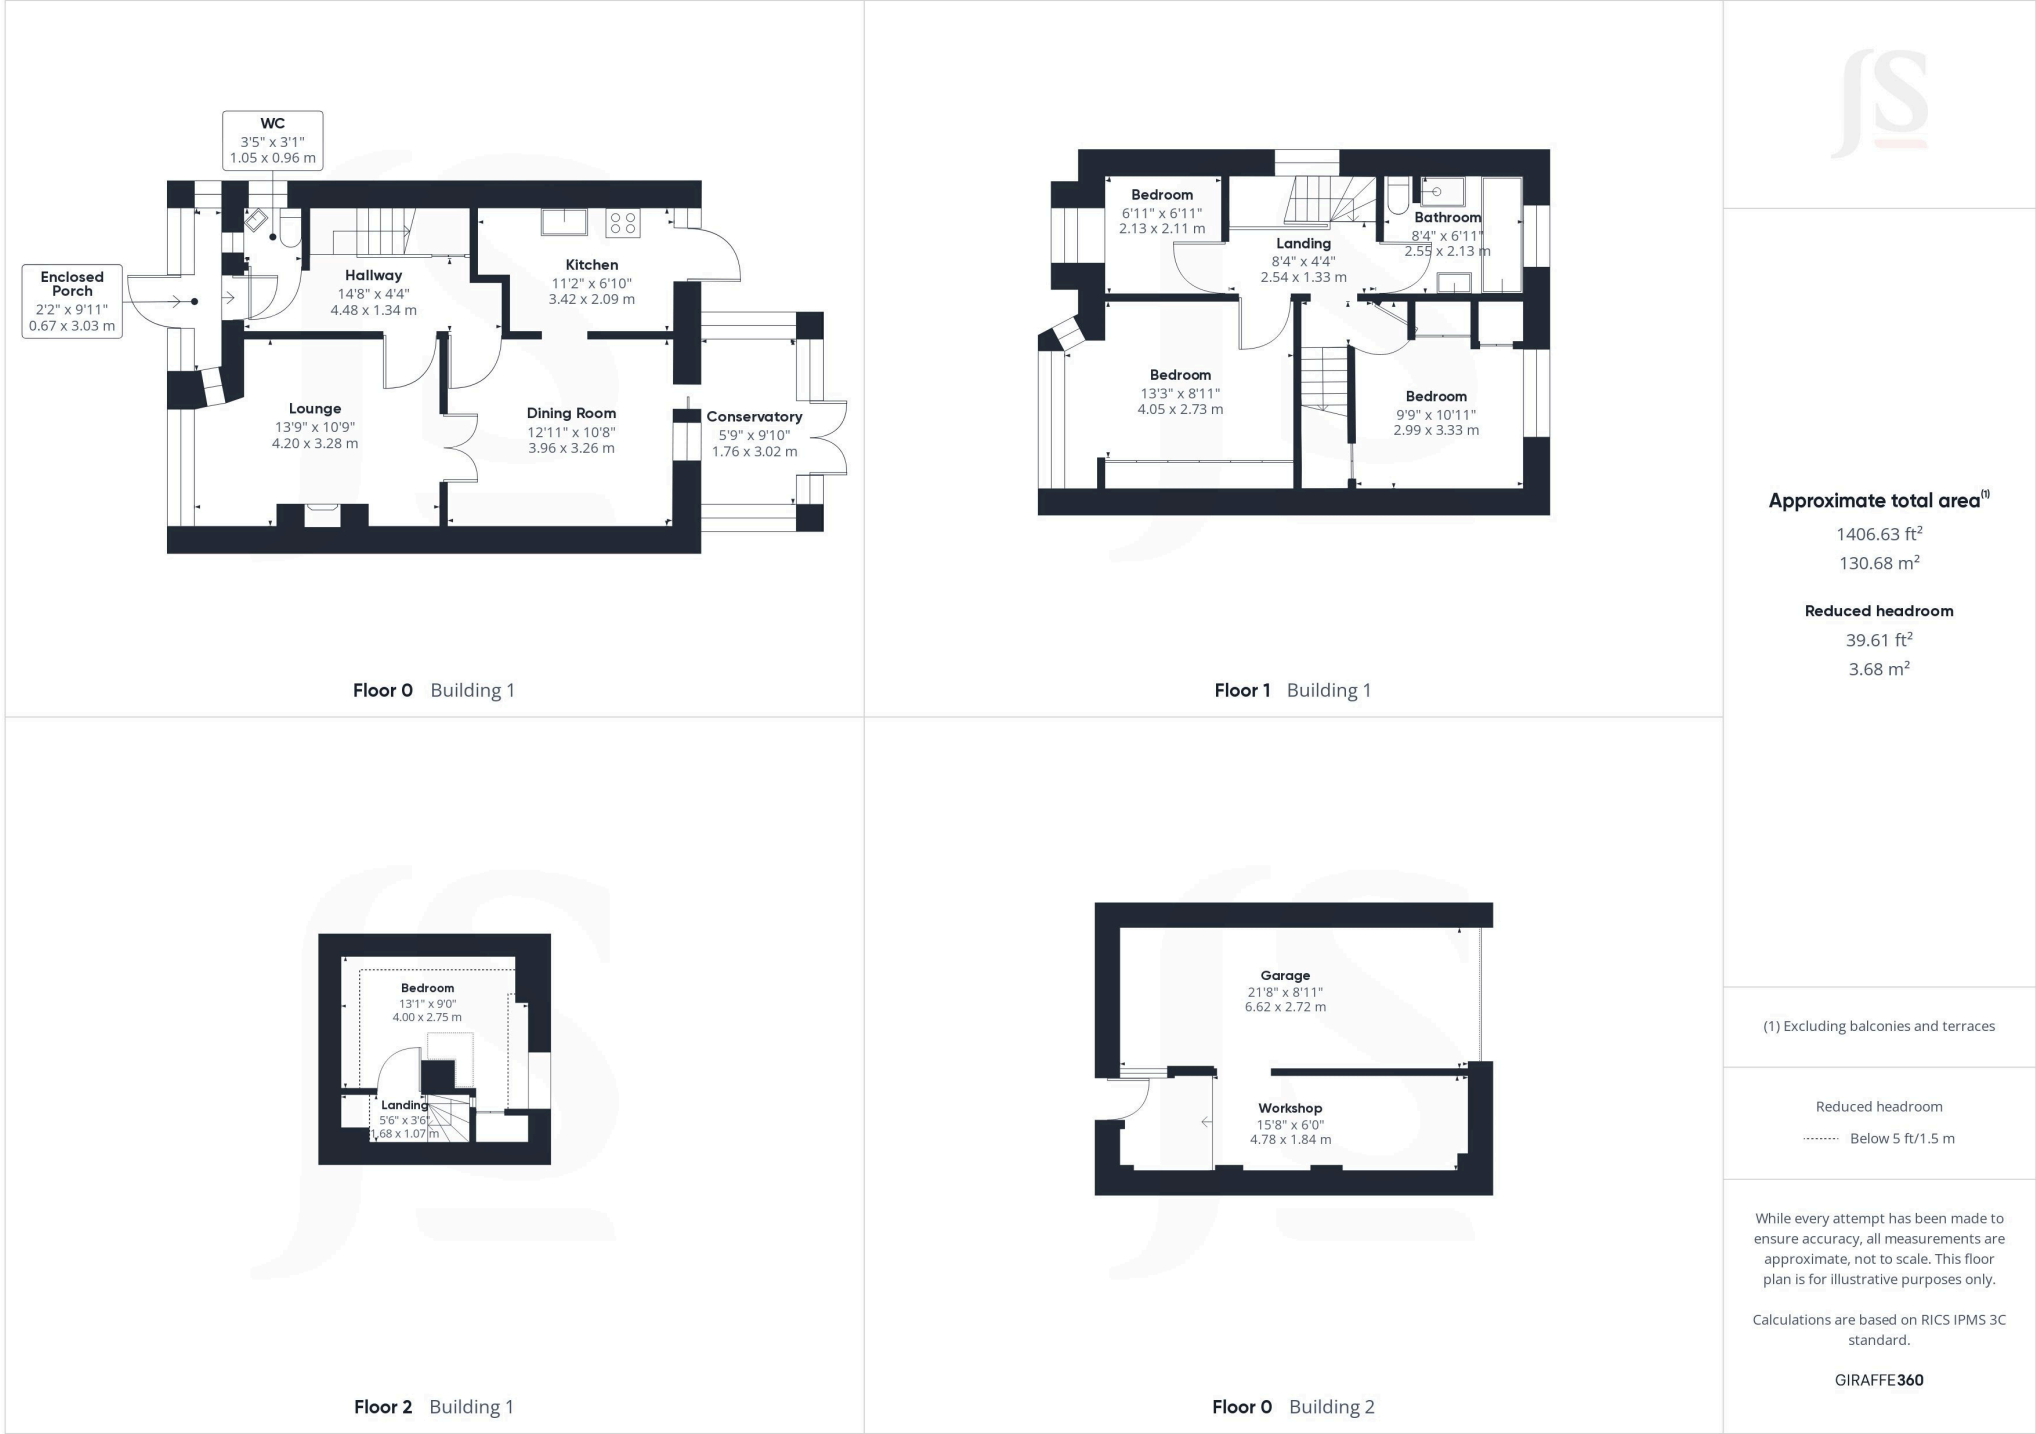 WC
3'5" x 3'1"
1.05 x 0.96 m
Enclosed
Porch
2'2" x 9'11"
0.67 x 3.03 m
Hallway
14'8" x 4'4"
4.48 x 1.34 m
Kitchen
11'2" x 6'10"
3.42 x 2.09 m
Lounge
13'9" x 10'9"
4.20 x 3.28 m
Dining Room
12'11" x 10'8"
3.96 x 3.26 m
Conservatory
5'9" x 9'10"
1.76 x 3.02 m
Floor 0 Building 1
Bedroom
6'11" x 6'11"
2.13 x 2.11 m
Landing
8'4" x 4'4"
2.54 x 1.33 m
Bathroom
8'4" x 6'11"
2.55 x 2.13 m
Bedroom
13'3" x 8'11"
4.05 x 2.73 m
Bedroom
9'9" x 10'11"
2.99 x 3.33 m
Floor 1 Building 1
Bedroom
13'1" x 9'0"
4.00 x 2.75 m
Landing
5'6" x 3'6"
1.68 x 1.07 m
Floor 2 Building 1
Garage
21'8" x 8'11"
6.62 x 2.72 m
Workshop
15'8" x 6'0"
4.78 x 1.84 m
Floor 0 Building 2
JS
Approximate total area(1)
1406.63 ft²
130.68 m²
Reduced headroom
39.61 ft²
3.68 m²
(1) Excluding balconies and terraces
Reduced headroom
Below 5 ft/1.5 m
While every attempt has been made to
ensure accuracy, all measurements are
approximate, not to scale. This floor
plan is for illustrative purposes only.
Calculations are based on RICS IPMS 3C
standard.
GIRAFFE360